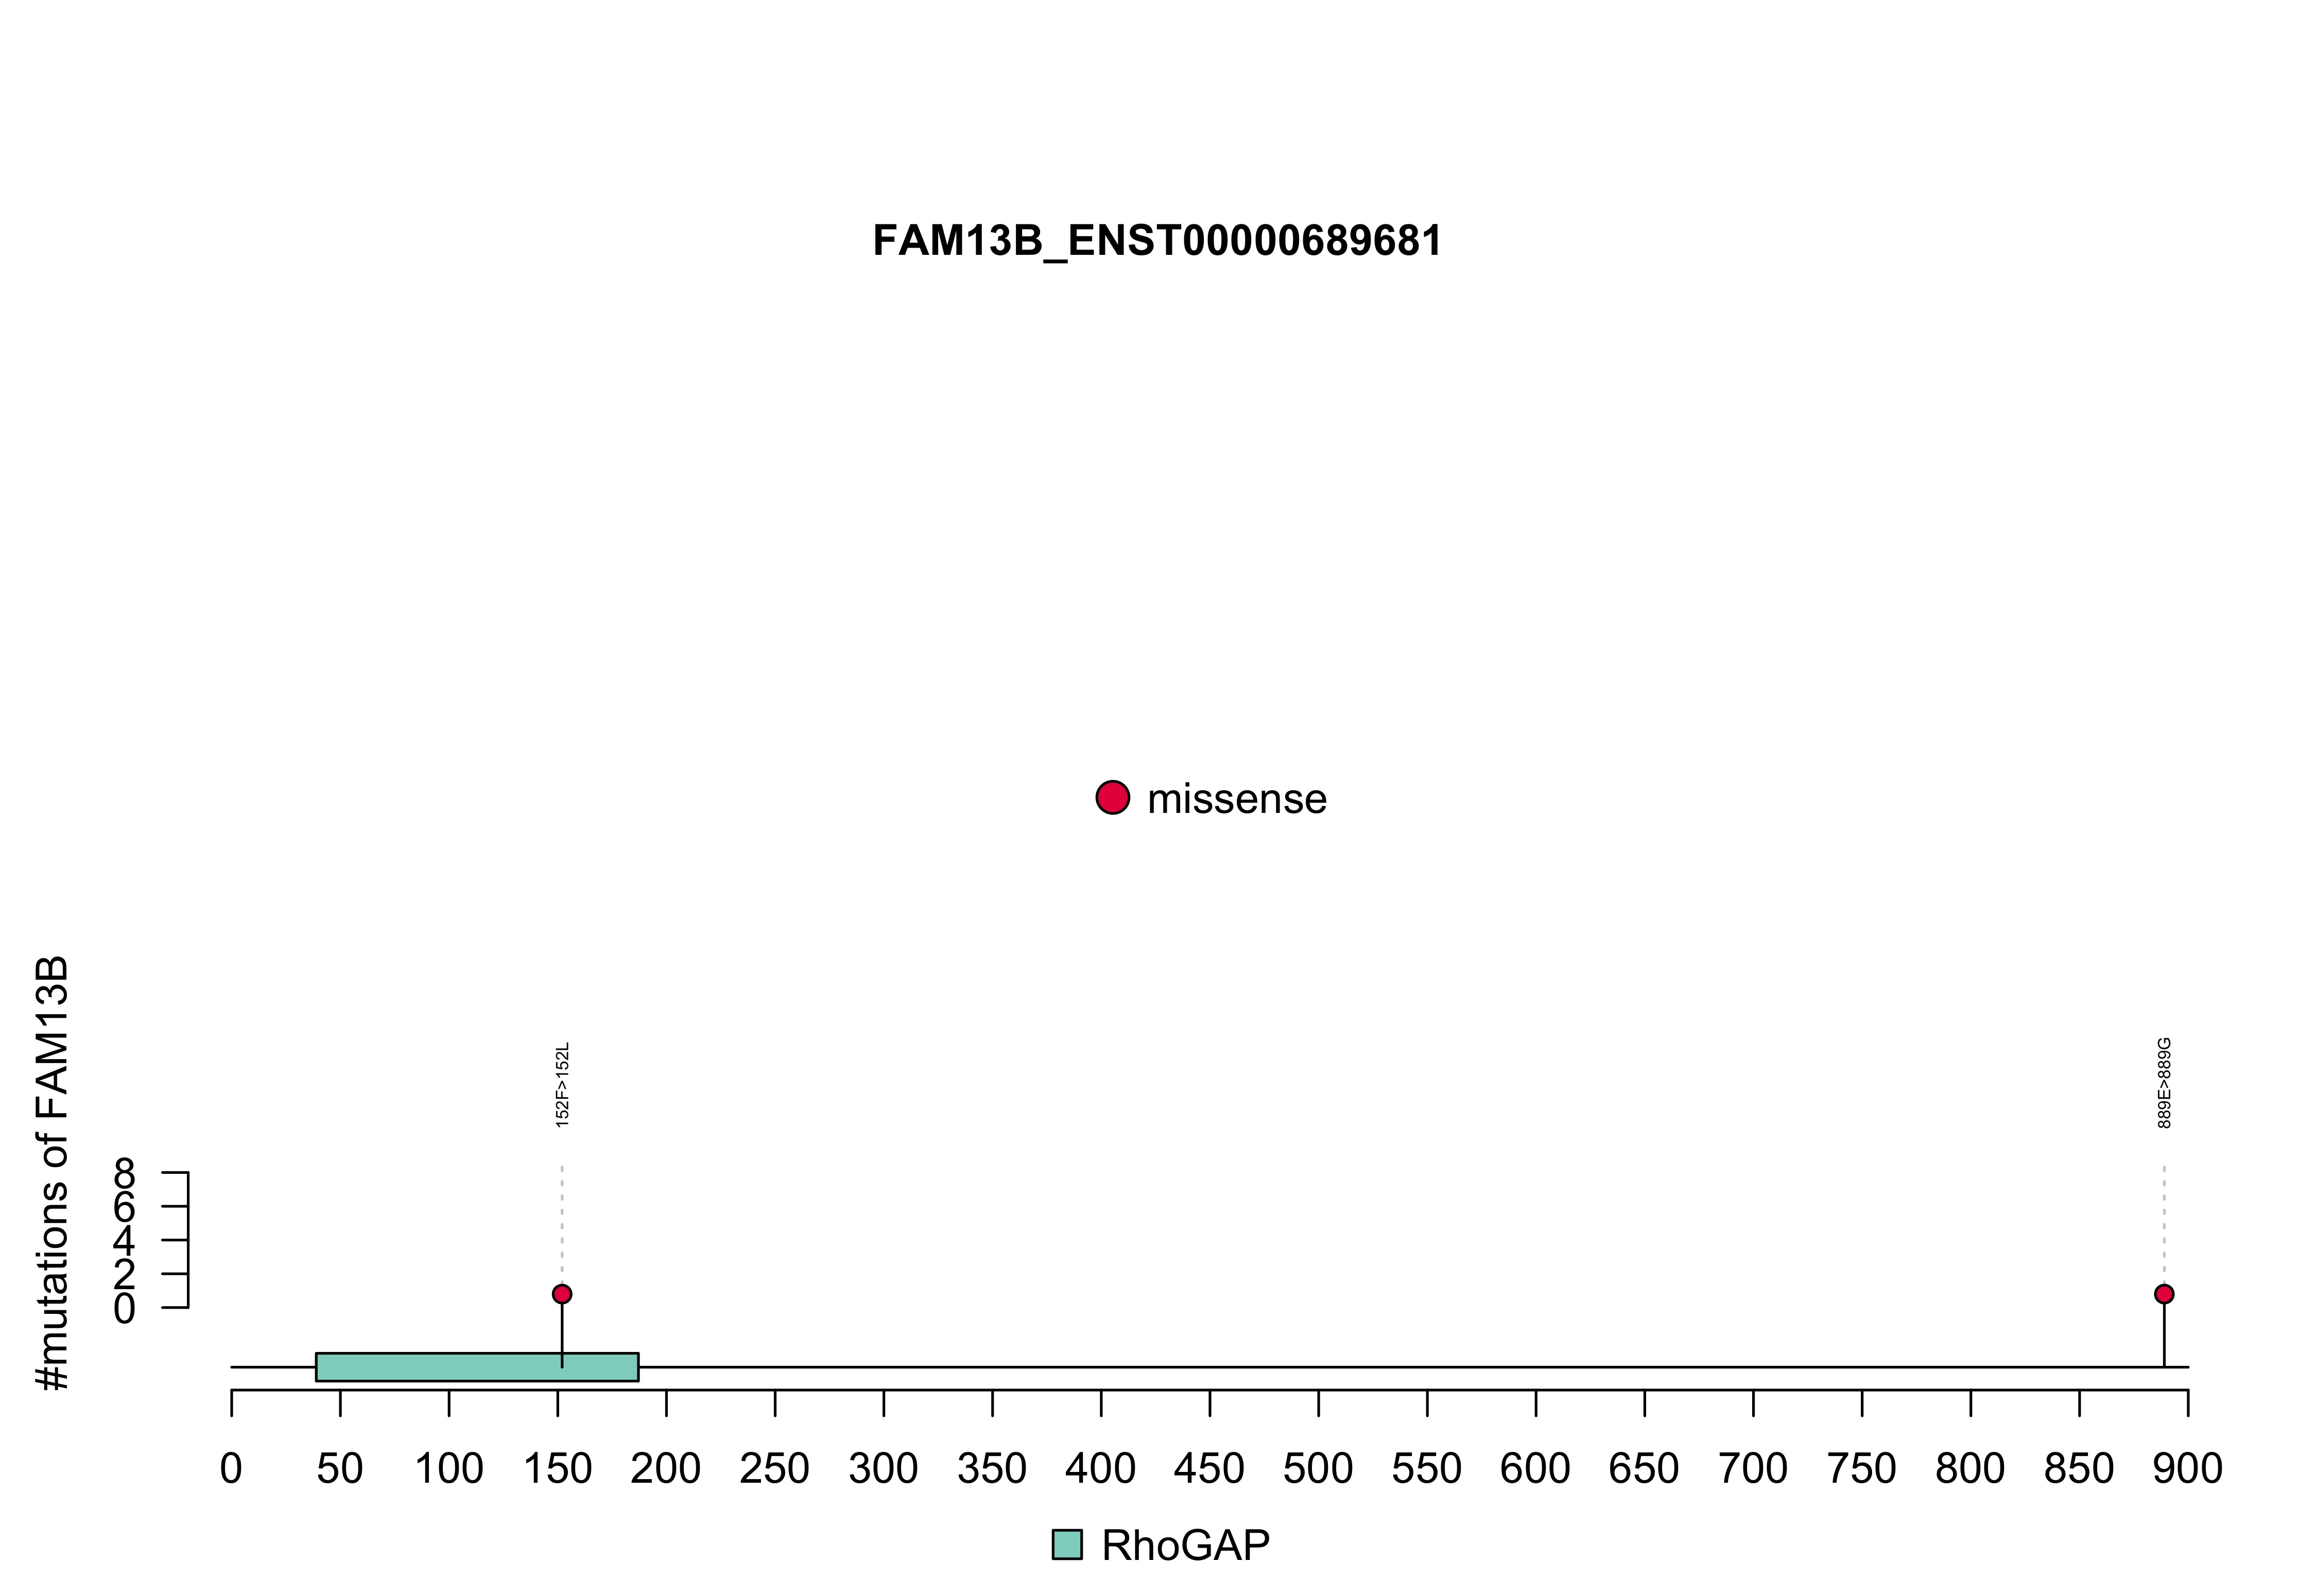 FAM13B_ENST00000689681
missense
#mutations of FAM13B
152F>152L
889E>889G
8
6
4
2
0
0 50 100 150 200 250 300 350 400 450 500 550 600 650 700 750 800 850 900
RhoGAP